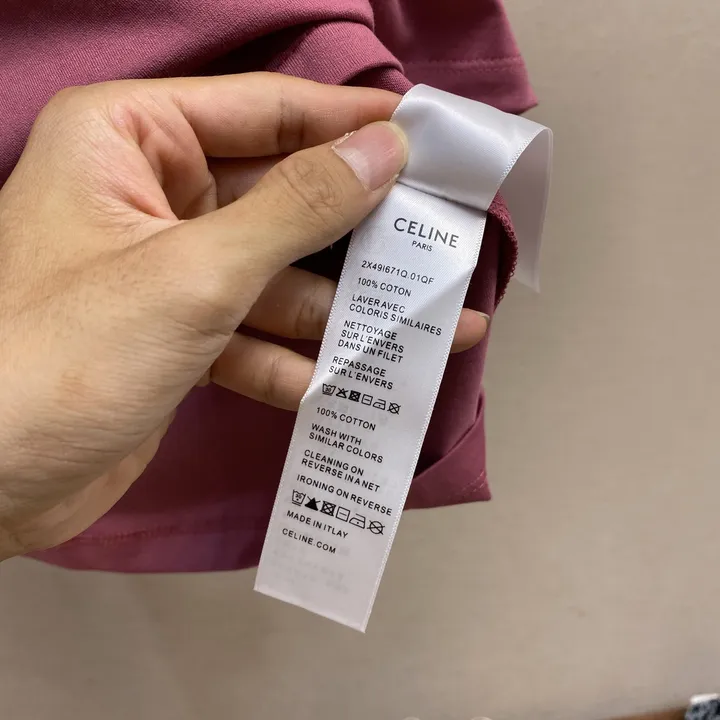 CELINE
PARIS
2X49I671Q.01QF
100% COTON
LAVER AVEC
COLORIS SIMILAIRES
NETTOYAGE
SUR L'ENVERS
DANS UN FILET
REPASSAGE
SUR L'ENVERS
100% COTTON
WASH WITH
SIMILAR COLORS
CLEANING ON
REVERSE IN A NET
IRONING ON REVERSE
MADE IN ITLAY
CELINE.COM